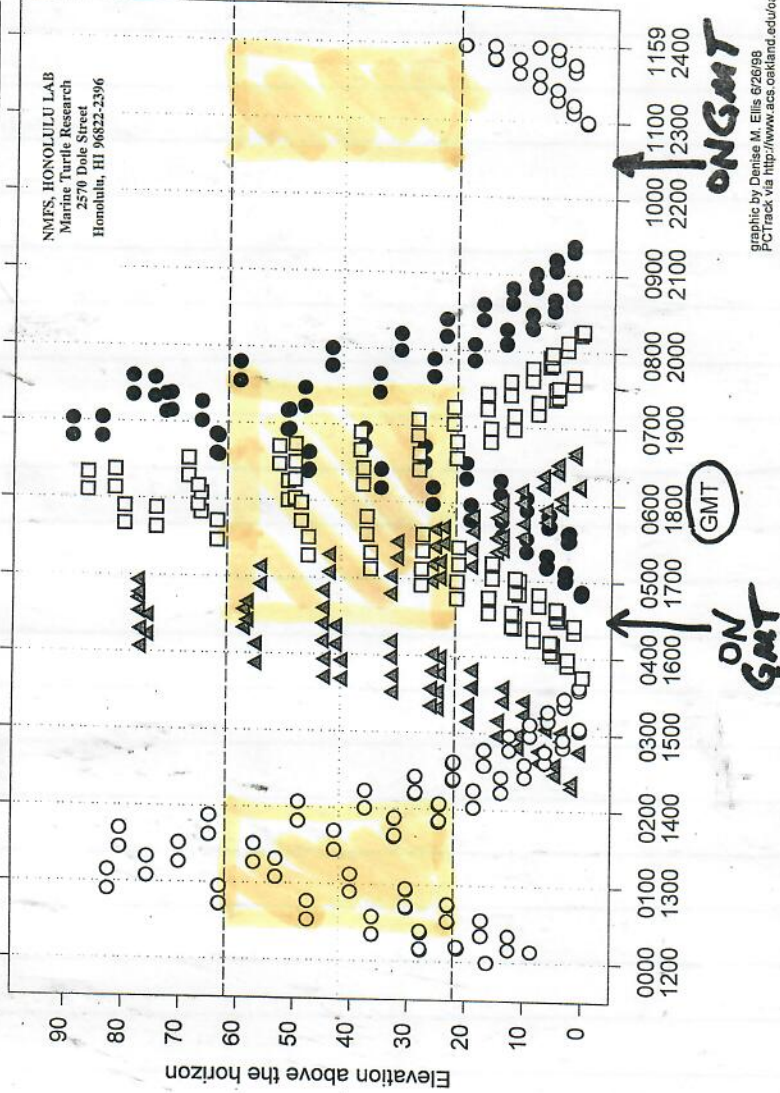 NMFS, HONOLULU LAB
Marine Turtle Research
2570 Dole Street
Honolulu, HI 96822-2396
Elevation above the horizon
90
80
70
60
50
40
30
20
10
0
0000 0100 0200 0300 0400 0500 0600 0700 0800 0900 1000 1100 1159
1200 1300 1400 1500 1600 1700 1800 1900 2000 2100 2200 2300 2400
GMT
ON
GMT
ON GMT
graphic by Denise M. Ellis 6/26/98
PCTrack via http://www.acs.oakland.edu/